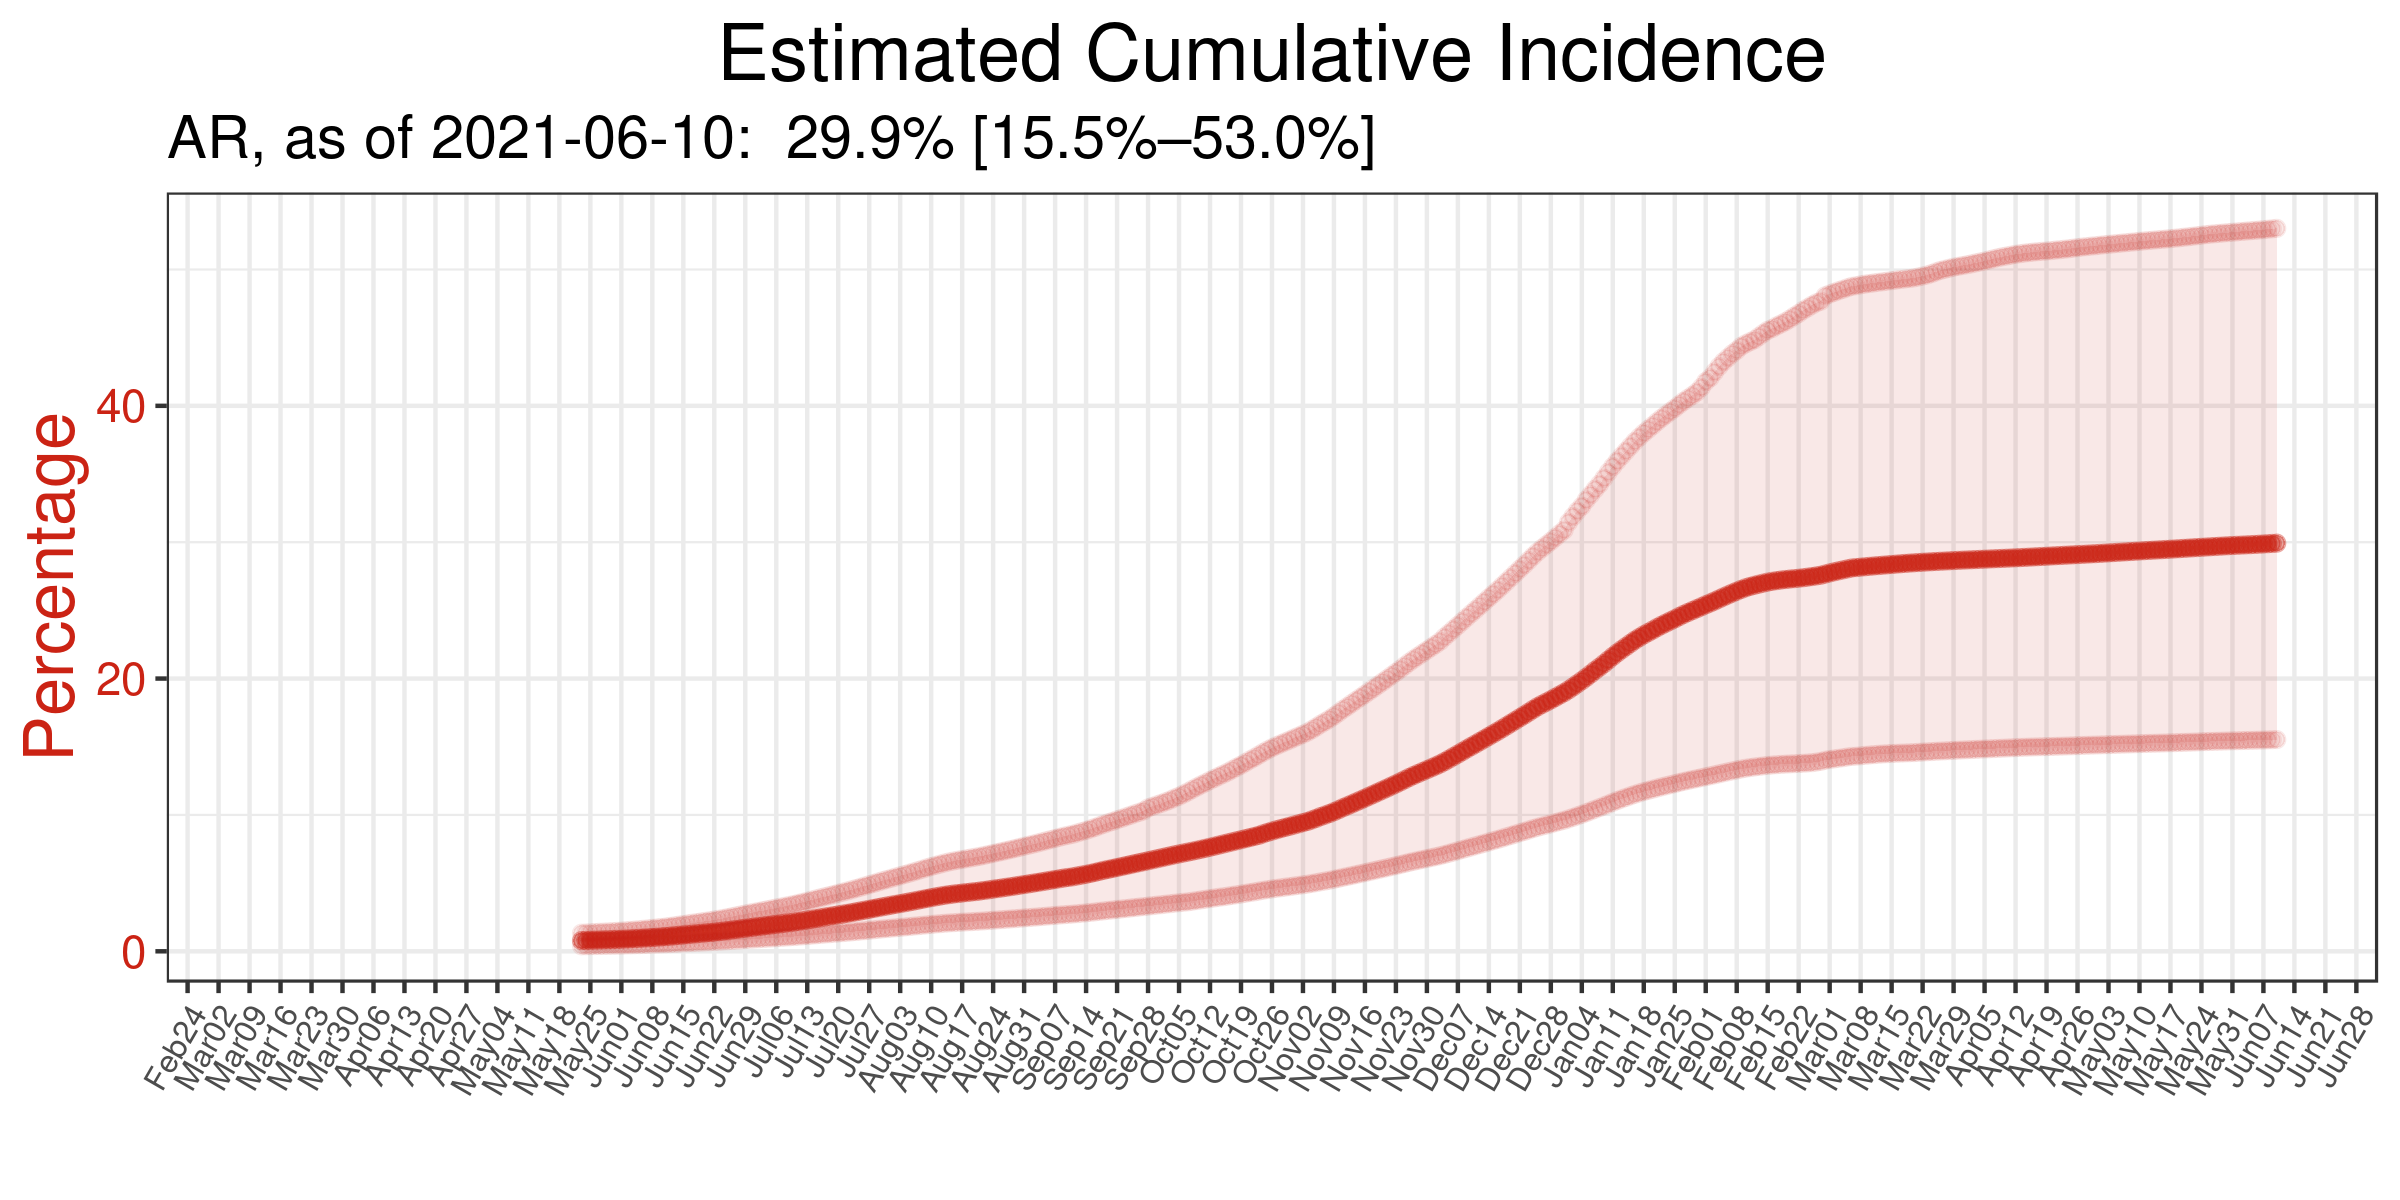 Estimated Cumulative Incidence
AR, as of 2021-06-10:  29.9% [15.5%–53.0%]
Percentage
40
20
0
Feb24
Mar02
Mar09
Mar16
Mar23
Mar30
Apr06
Apr13
Apr20
Apr27
May04
May11
May18
May25
Jun01
Jun08
Jun15
Jun22
Jun29
Jul06
Jul13
Jul20
Jul27
Aug03
Aug10
Aug17
Aug24
Aug31
Sep07
Sep14
Sep21
Sep28
Oct05
Oct12
Oct19
Oct26
Nov02
Nov09
Nov16
Nov23
Nov30
Dec07
Dec14
Dec21
Dec28
Jan04
Jan11
Jan18
Jan25
Feb01
Feb08
Feb15
Feb22
Mar01
Mar08
Mar15
Mar22
Mar29
Apr05
Apr12
Apr19
Apr26
May03
May10
May17
May24
May31
Jun07
Jun14
Jun21
Jun28